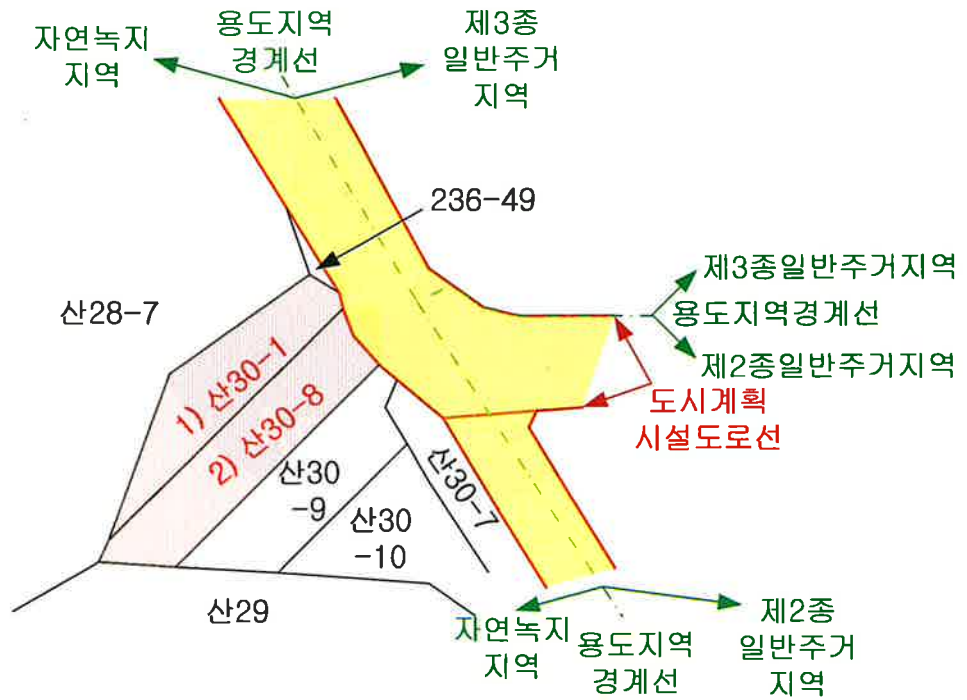 자연녹지
지역
용도지역
경계선
제3종
일반주거
지역
236-49
산28-7
제3종일반주거지역
용도지역경계선
제2종일반주거지역
도시계획
시설도로선
1) 산30-1
2) 산30-8
산30
-9
산30
-10
산30-7
산29
자연녹지
지역
용도지역
경계선
제2종
일반주거
지역